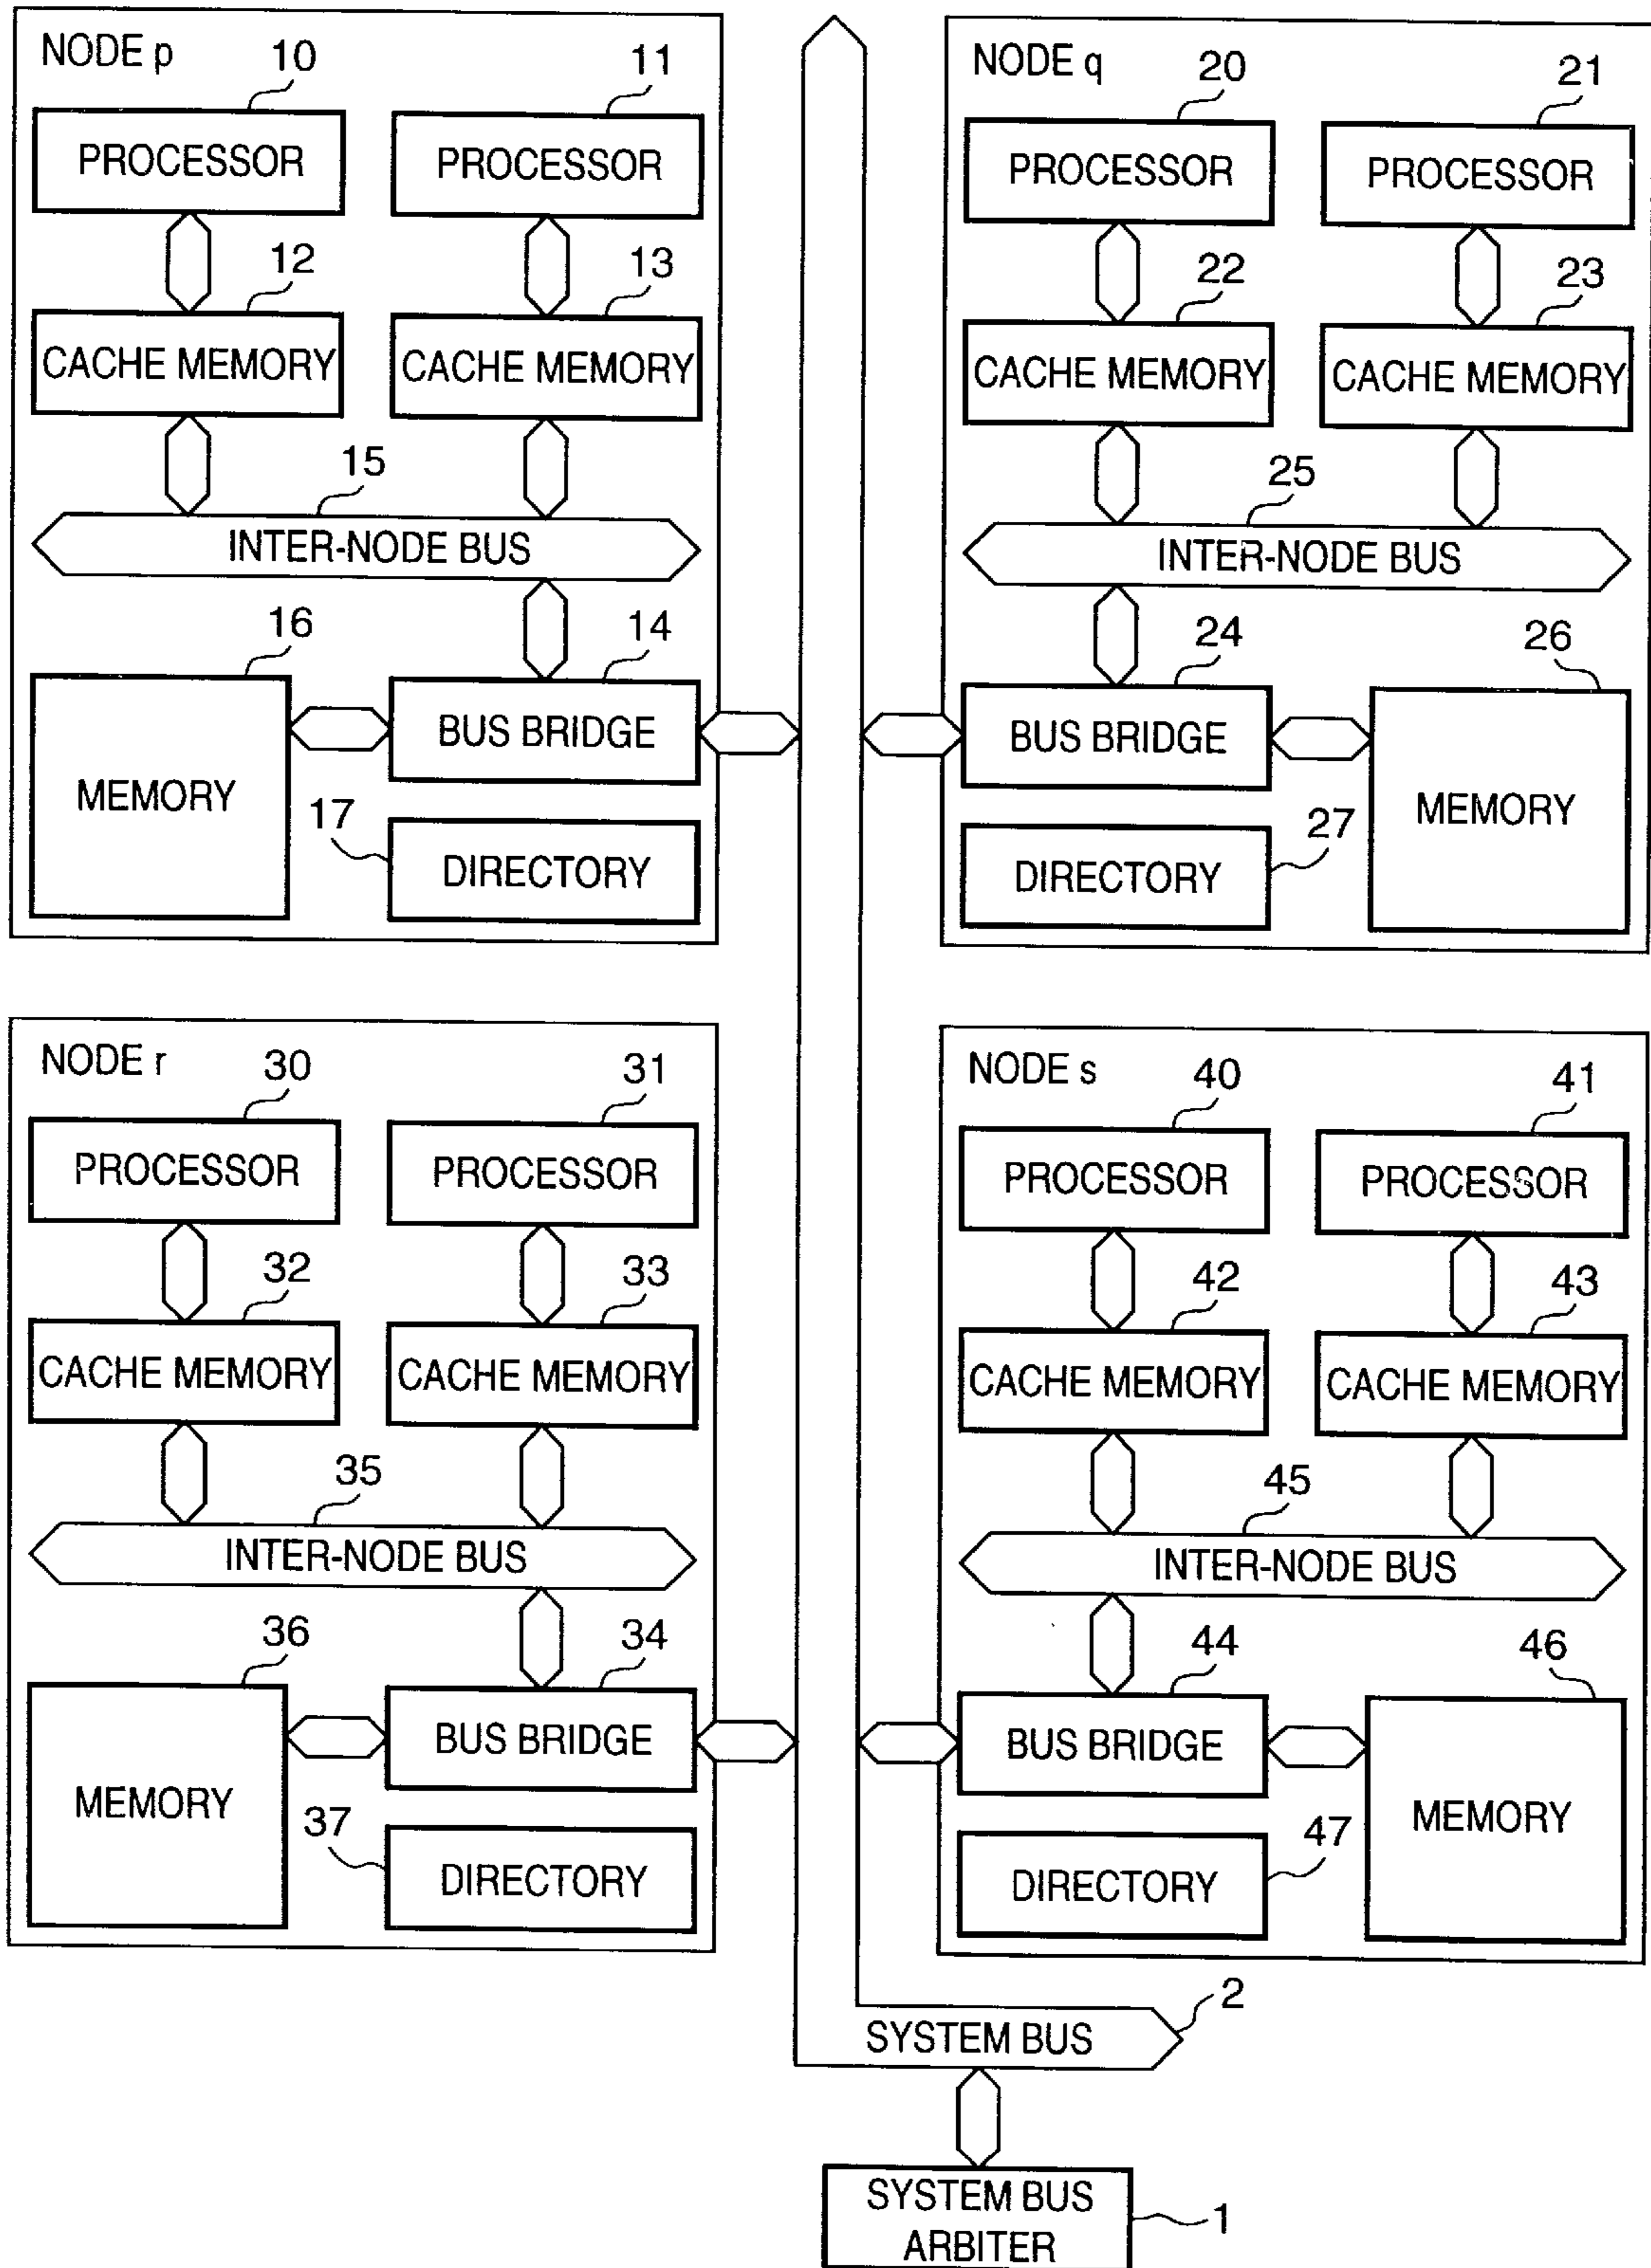 NODE p
10
11
PROCESSOR
PROCESSOR
12
13
CACHE MEMORY
CACHE MEMORY
15
INTER-NODE BUS
16
14
MEMORY
BUS BRIDGE
17
DIRECTORY
NODE q
20
21
PROCESSOR
PROCESSOR
22
23
CACHE MEMORY
CACHE MEMORY
25
INTER-NODE BUS
24
26
BUS BRIDGE
MEMORY
27
DIRECTORY
NODE r
30
31
PROCESSOR
PROCESSOR
32
33
CACHE MEMORY
CACHE MEMORY
35
INTER-NODE BUS
36
34
MEMORY
BUS BRIDGE
37
DIRECTORY
NODE s
40
41
PROCESSOR
PROCESSOR
42
43
CACHE MEMORY
CACHE MEMORY
45
INTER-NODE BUS
44
46
BUS BRIDGE
MEMORY
47
DIRECTORY
2
SYSTEM BUS
SYSTEM BUS
ARBITER
1